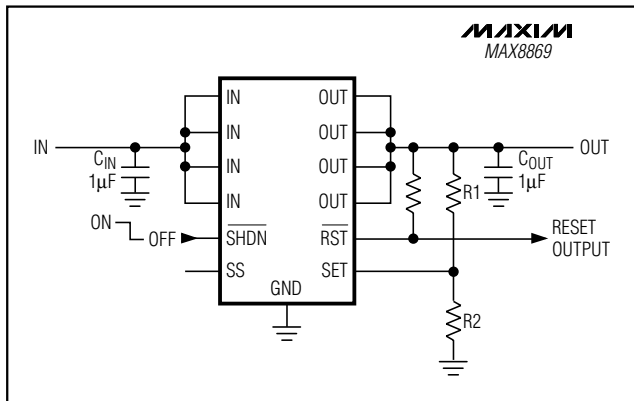 MAXIM
MAX8869
IN OUT
IN OUT
IN CIN IN OUT OUT COUT
1µF IN OUT R1 1µF
ON OFF SHDN RST RESET OUTPUT
SS SET
GND
R2